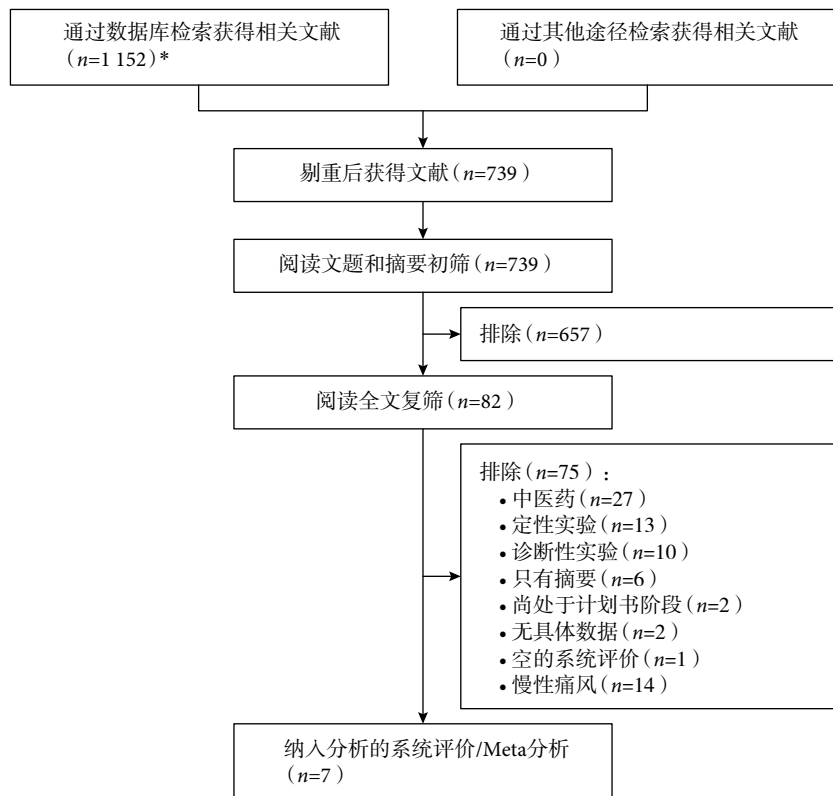 通过数据库检索获得相关文献
（n=1 152）*
通过其他途径检索获得相关文献
（n=0）
剔重后获得文献（n=739）
阅读文题和摘要初筛（n=739）
排除（n=657）
阅读全文复筛（n=82）
排除（n=75）：
• 中医药（n=27）
• 定性实验（n=13）
• 诊断性实验（n=10）
• 只有摘要（n=6）
• 尚处于计划书阶段（n=2）
• 无具体数据（n=2）
• 空的系统评价（n=1）
• 慢性痛风（n=14）
纳入分析的系统评价/Meta分析
（n=7）